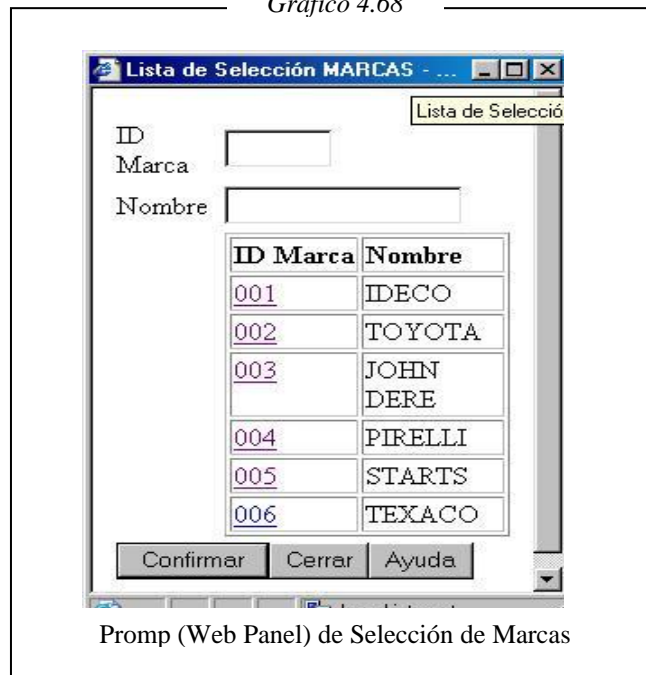 Gráfico 4.68
Lista de Selección MARCAS - ...
Lista de Selecció
ID
Marca
Nombre
ID Marca Nombre
001 IDECO
002 TOYOTA
003 JOHN
DERE
004 PIRELLI
005 STARTS
006 TEXACO
Confirmar Cerrar Ayuda
Promp (Web Panel) de Selección de Marcas